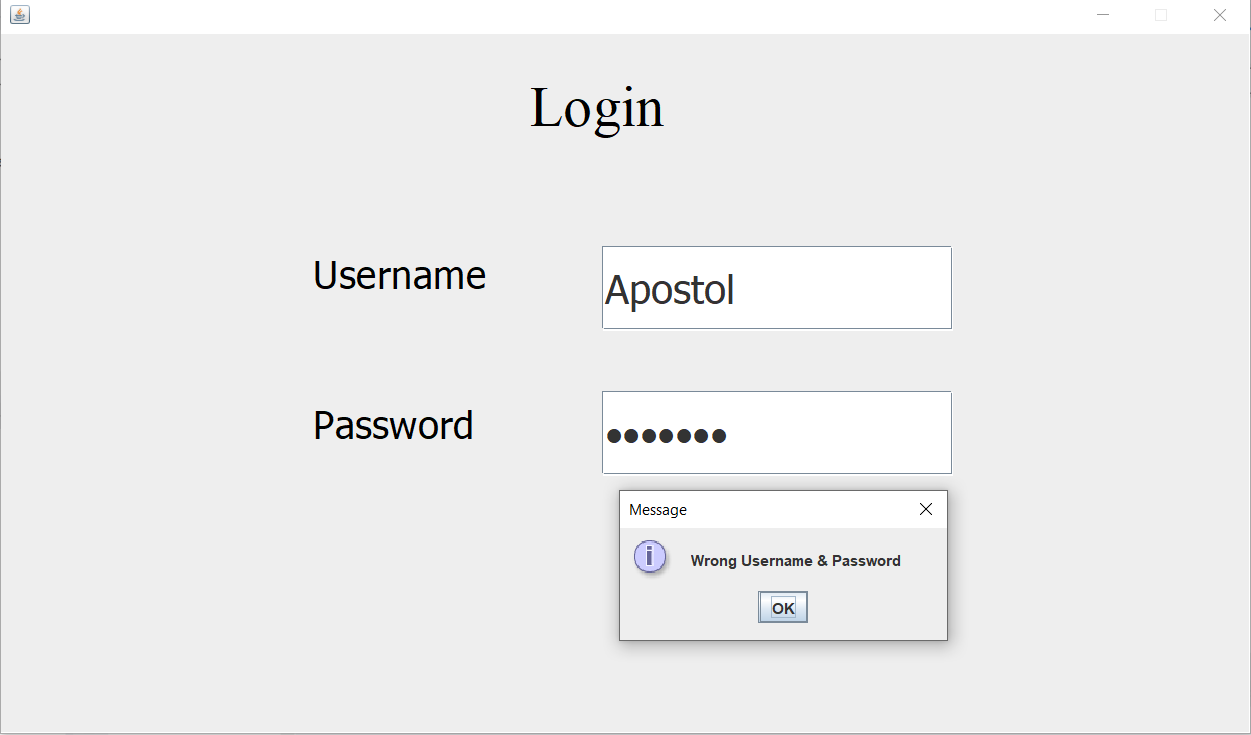 Login
Username
Apostol
Password
•••••••
Message
Wrong Username & Password
OK